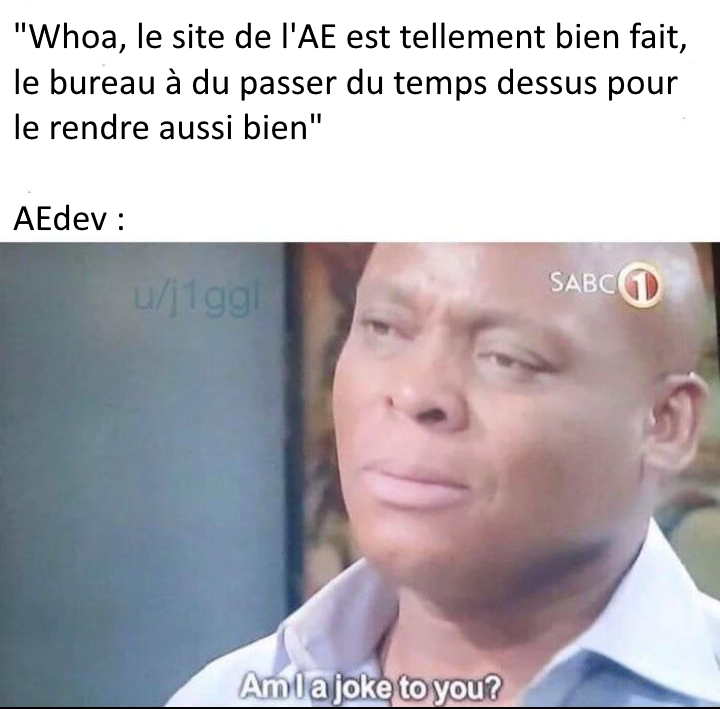 "Whoa, le site de l'AE est tellement bien fait,
le bureau à du passer du temps dessus pour
le rendre aussi bien"
AEdev :
SABC 1
u/j1ggl
Am I a joke to you?